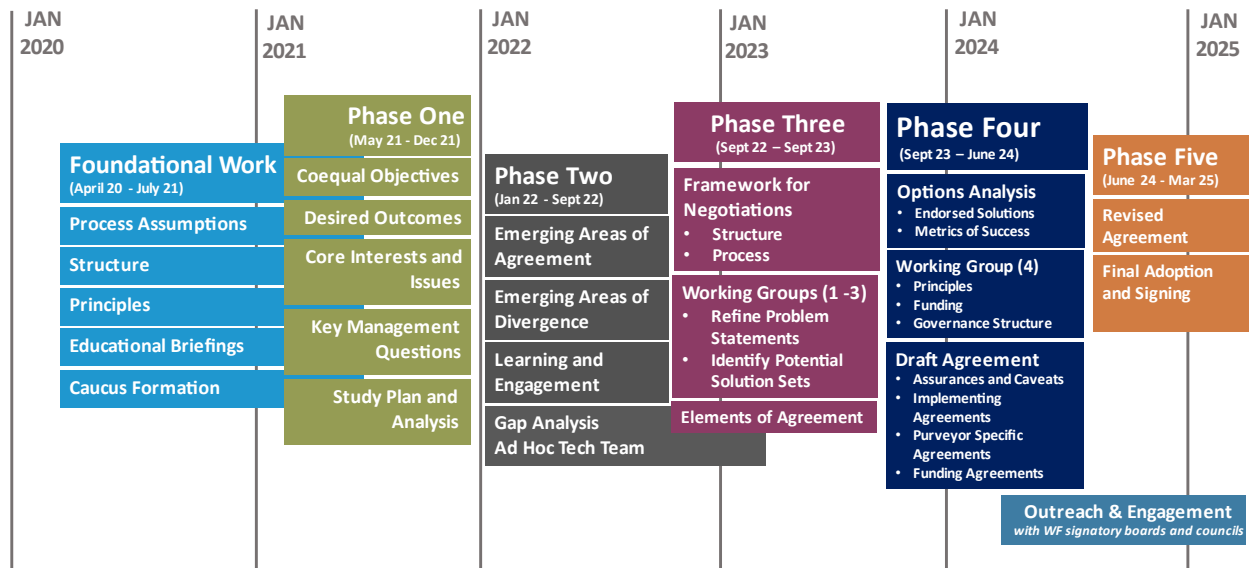 JAN
2020
JAN
2021
JAN
2022
JAN
2023
JAN
2024
JAN
2025
Foundational Work
(April 20 - July 21)
Process Assumptions
Structure
Principles
Educational Briefings
Caucus Formation
Phase One
(May 21 - Dec 21)
Coequal Objectives
Desired Outcomes
Core Interests and
Issues
Key Management
Questions
Study Plan and
Analysis
Phase Two
(Jan 22 - Sept 22)
Emerging Areas of
Agreement
Emerging Areas of
Divergence
Learning and
Engagement
Gap Analysis
Ad Hoc Tech Team
Phase Three
(Sept 22 – Sept 23)
Framework for
Negotiations
• Structure
• Process
Working Groups (1 -3)
• Refine Problem
Statements
• Identify Potential
Solution Sets
Elements of Agreement
Phase Four
(Sept 23 – June 24)
Options Analysis
• Endorsed Solutions
• Metrics of Success
Working Group (4)
• Principles
• Funding
• Governance Structure
Draft Agreement
• Assurances and Caveats
• Implementing
Agreements
• Purveyor Specific
Agreements
• Funding Agreements
Phase Five
(June 24 - Mar 25)
Revised
Agreement
Final Adoption
and Signing
Outreach & Engagement
with WF signatory boards and councils